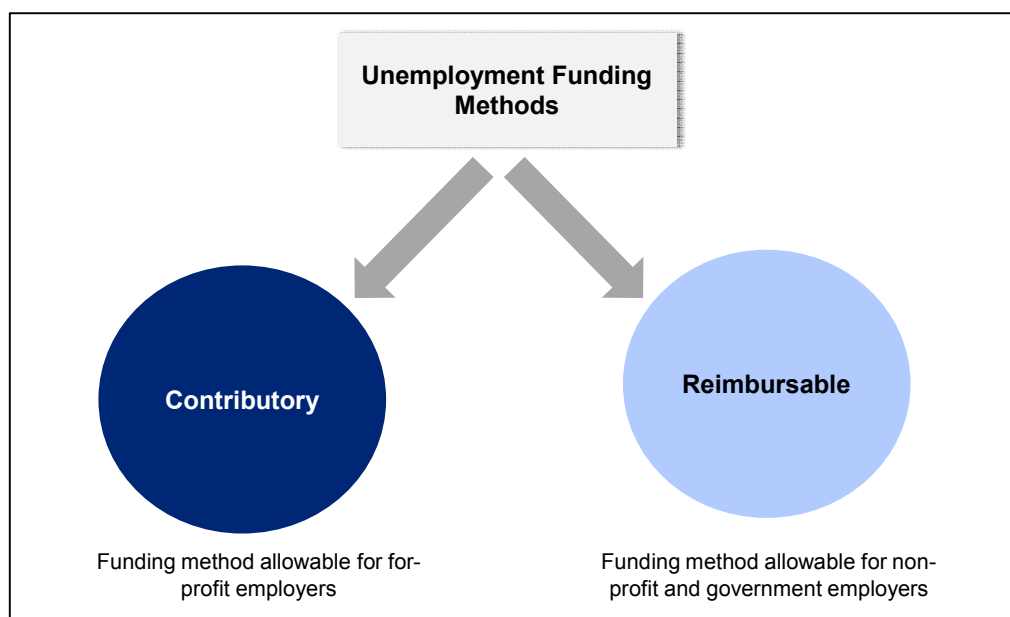 Unemployment Funding
Methods
Contributory
Reimbursable
Funding method allowable for for-
profit employers
Funding method allowable for non-
profit and government employers